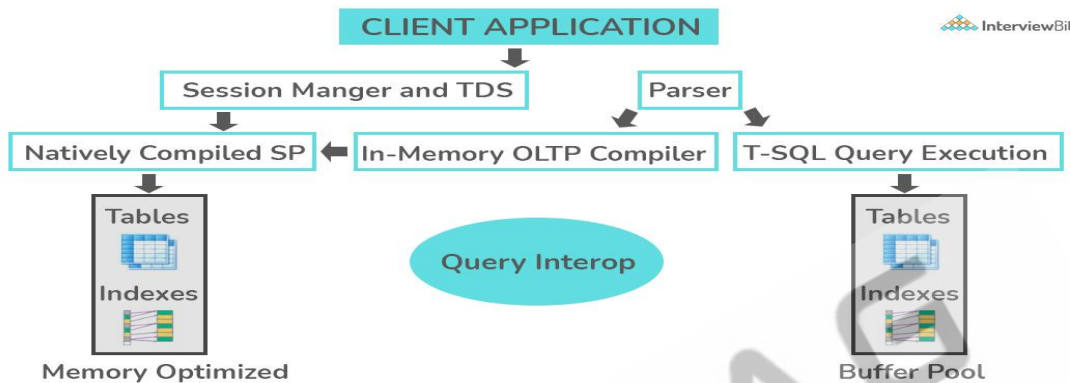 CLIENT APPLICATION
InterviewBit
Session Manger and TDS
Parser
Natively Compiled SP
In-Memory OLTP Compiler
T-SQL Query Execution
Tables
Indexes
Memory Optimized
Query Interop
Tables
Indexes
Buffer Pool